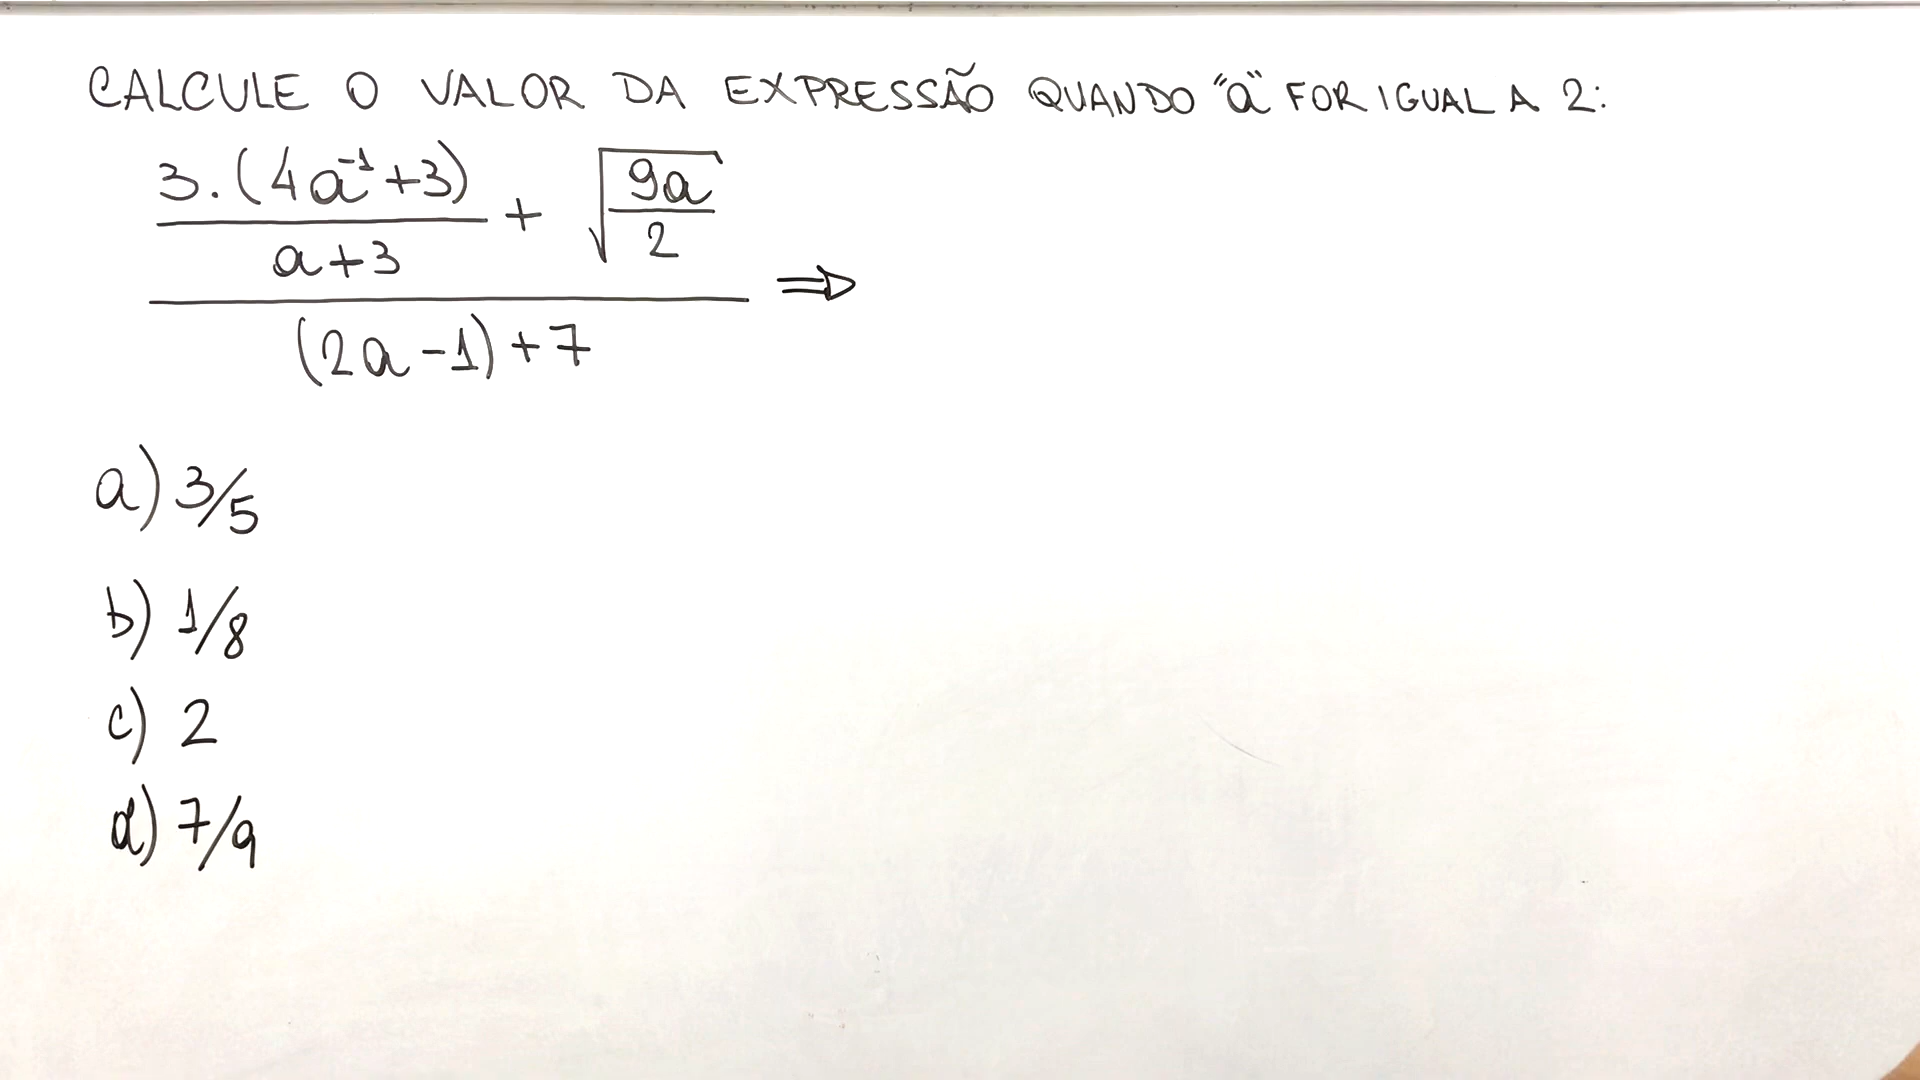 CALCULE O VALOR DA EXPRESSÃO QUANDO "a" FOR IGUAL A 2:
3.(4a⁻¹+3)
a+3
+
√9a
2
⇒
(2a-1)+7
a) 3/5
b) 1/8
c) 2
d) 7/9